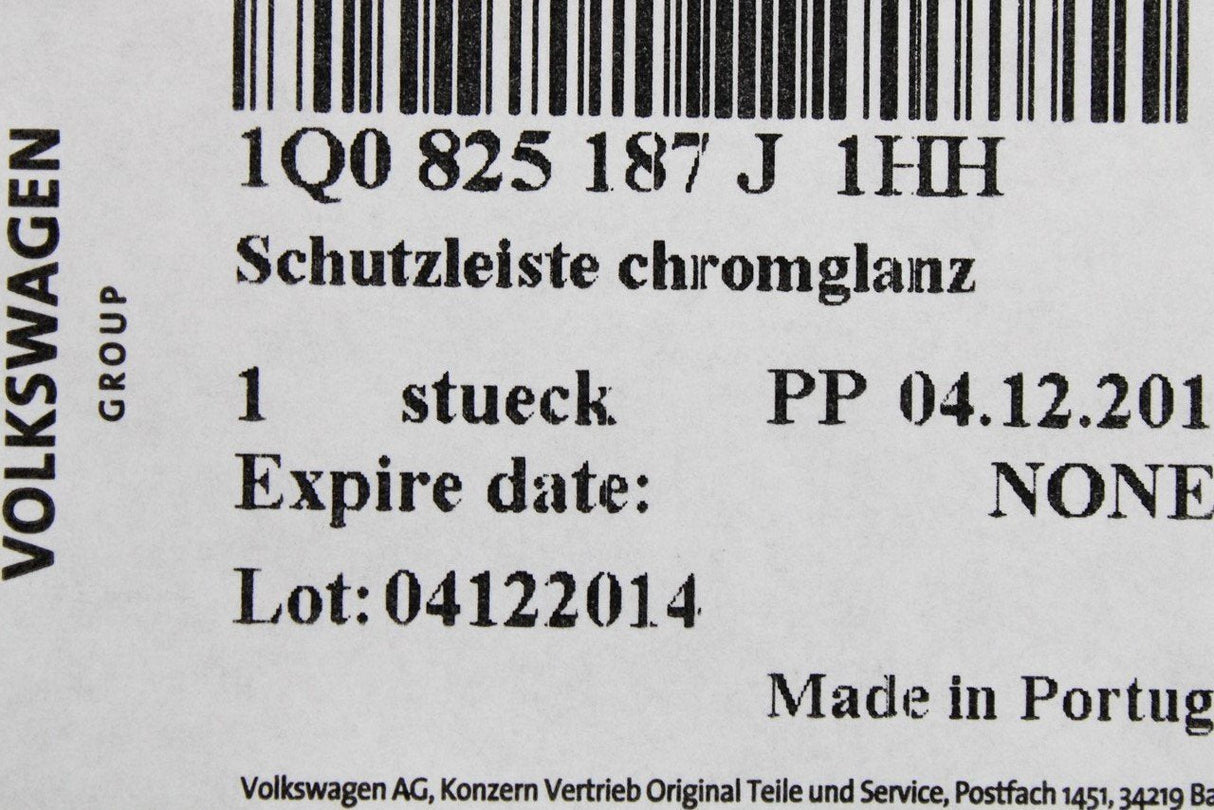 VOLKSWAGEN
GROUP
1Q0 825 187 J 1HH
Schutzleiste chromglanz
1 stueck PP 04.12.201
Expire date: NONE
Lot: 04122014
Made in Portug
Volkswagen AG, Konzern Vertrieb Original Teile und Service, Postfach 1451, 34219 Ba